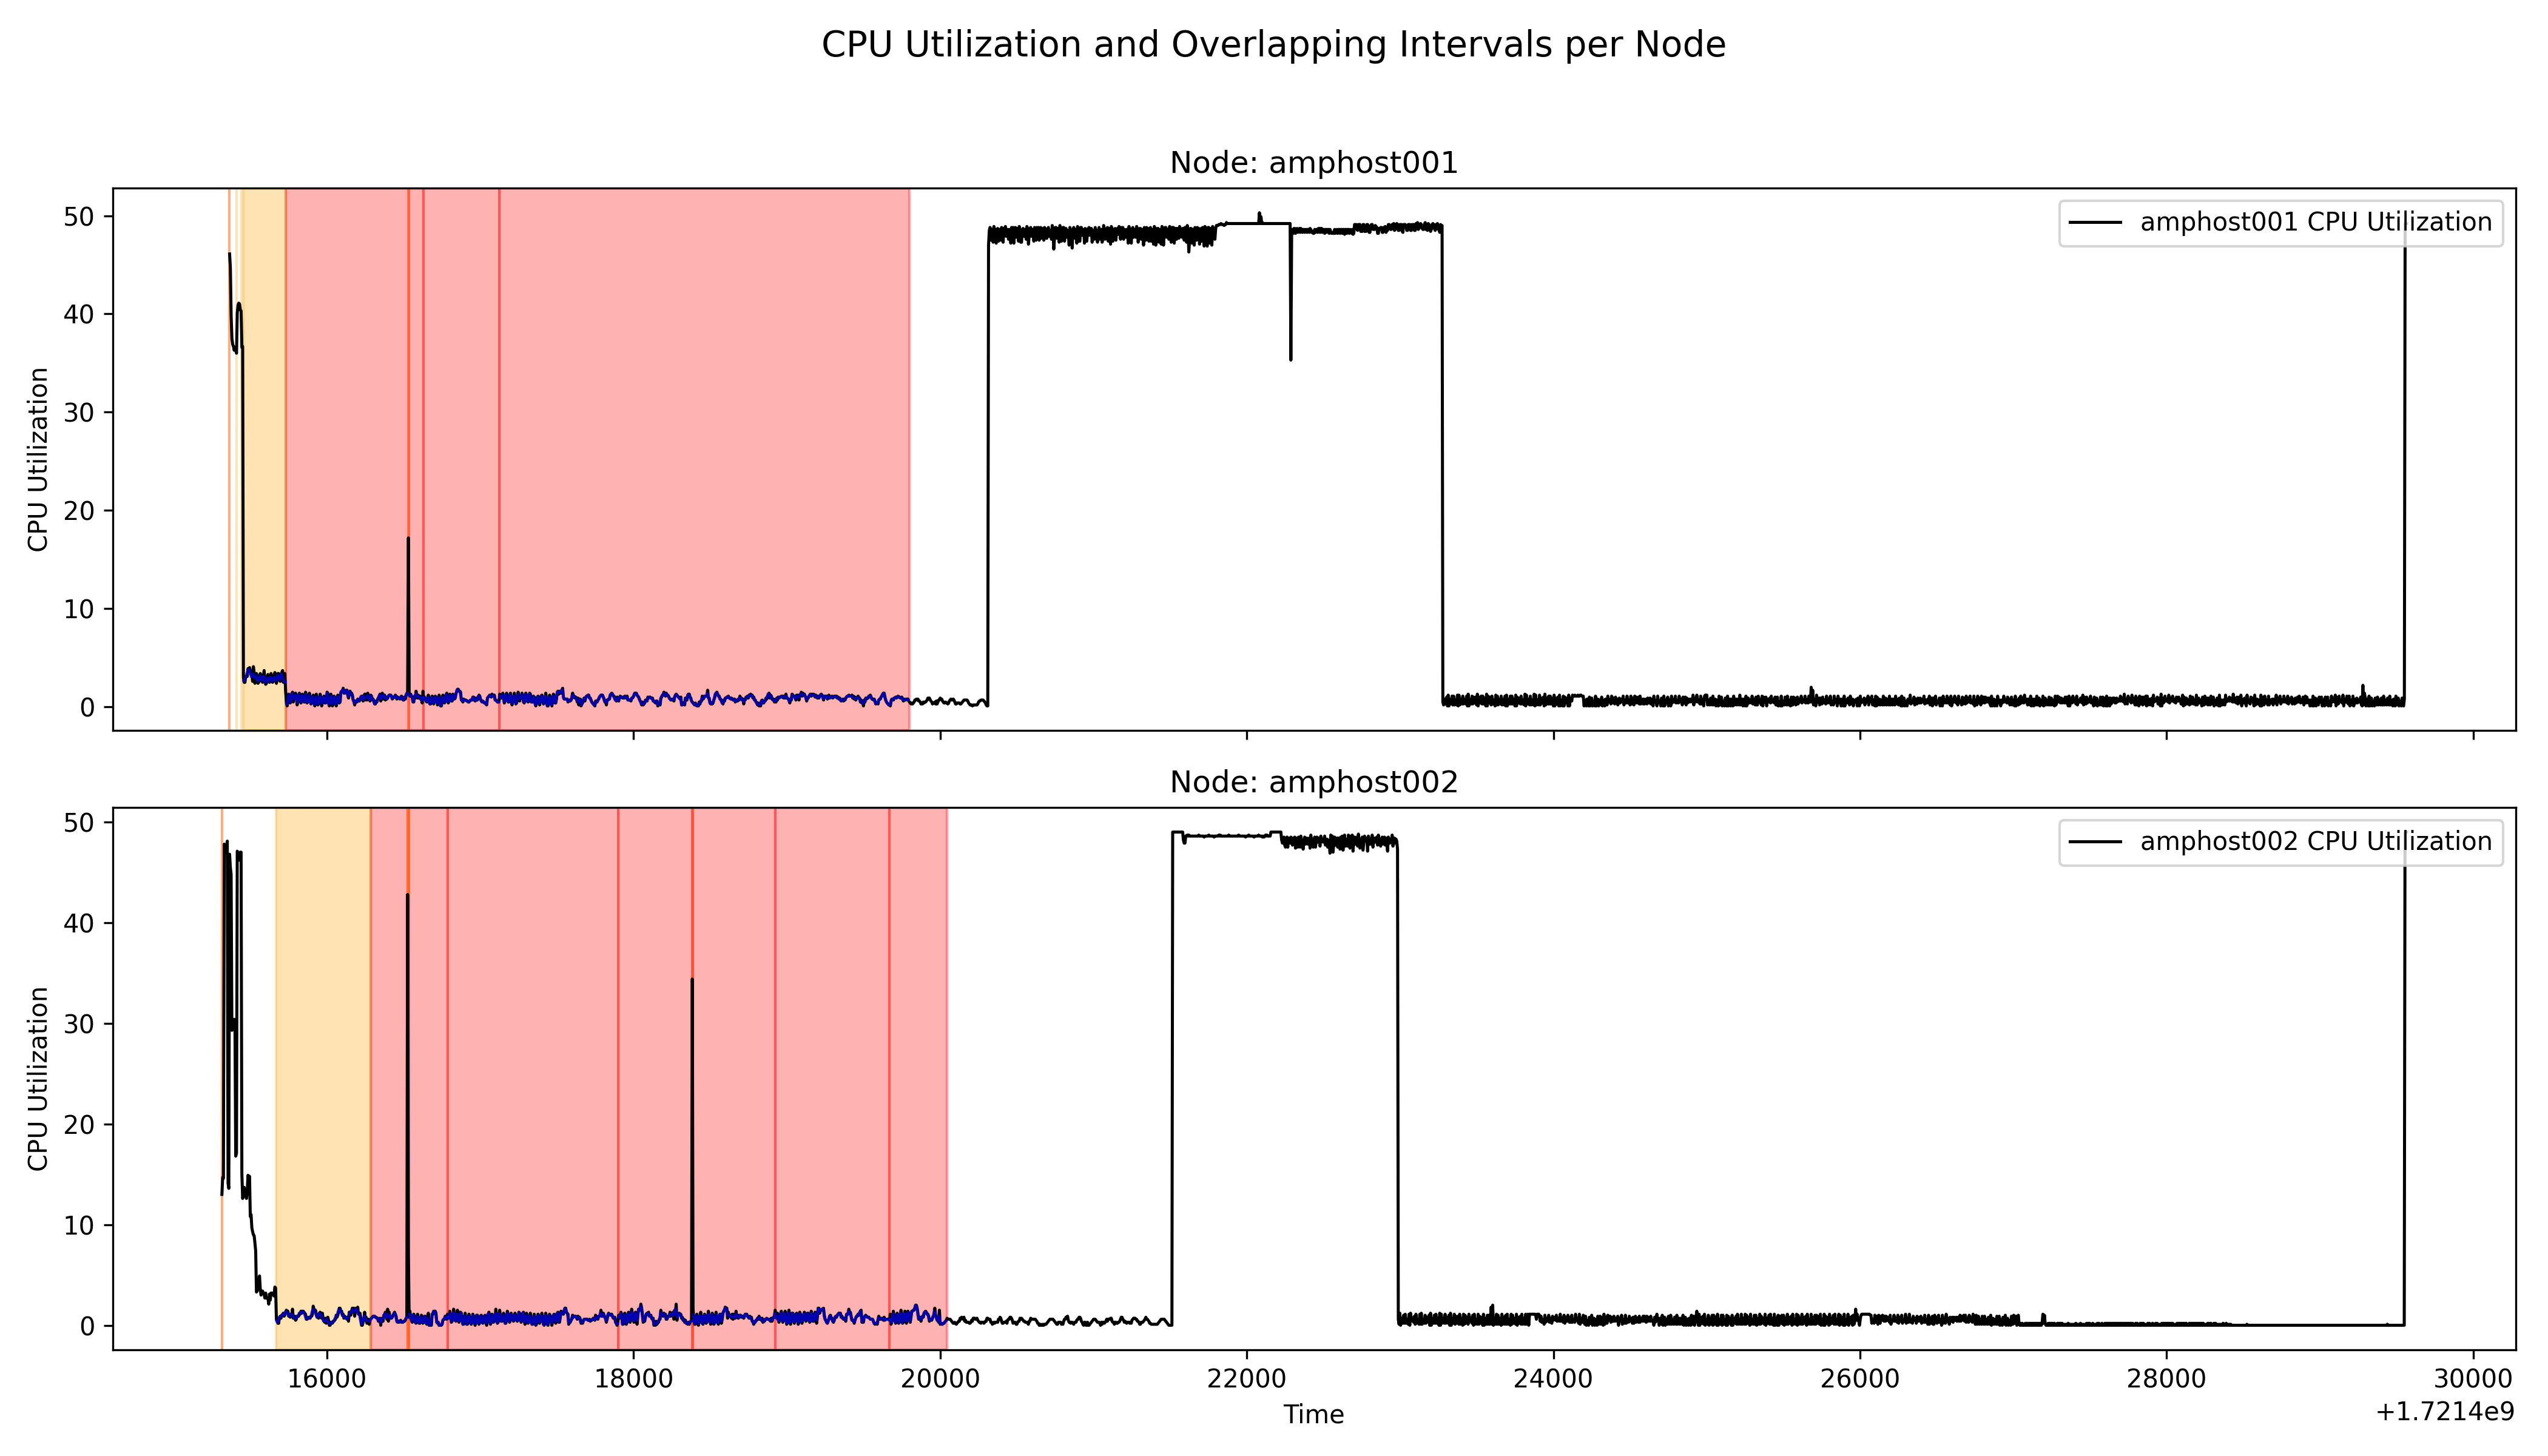 CPU Utilization and Overlapping Intervals per Node
Node: amphost001
CPU Utilization
50
40
30
20
10
0
amphost001 CPU Utilization
Node: amphost002
CPU Utilization
50
40
30
20
10
0
amphost002 CPU Utilization
16000 18000 20000 22000 24000 26000 28000 30000
Time
+1.7214e9